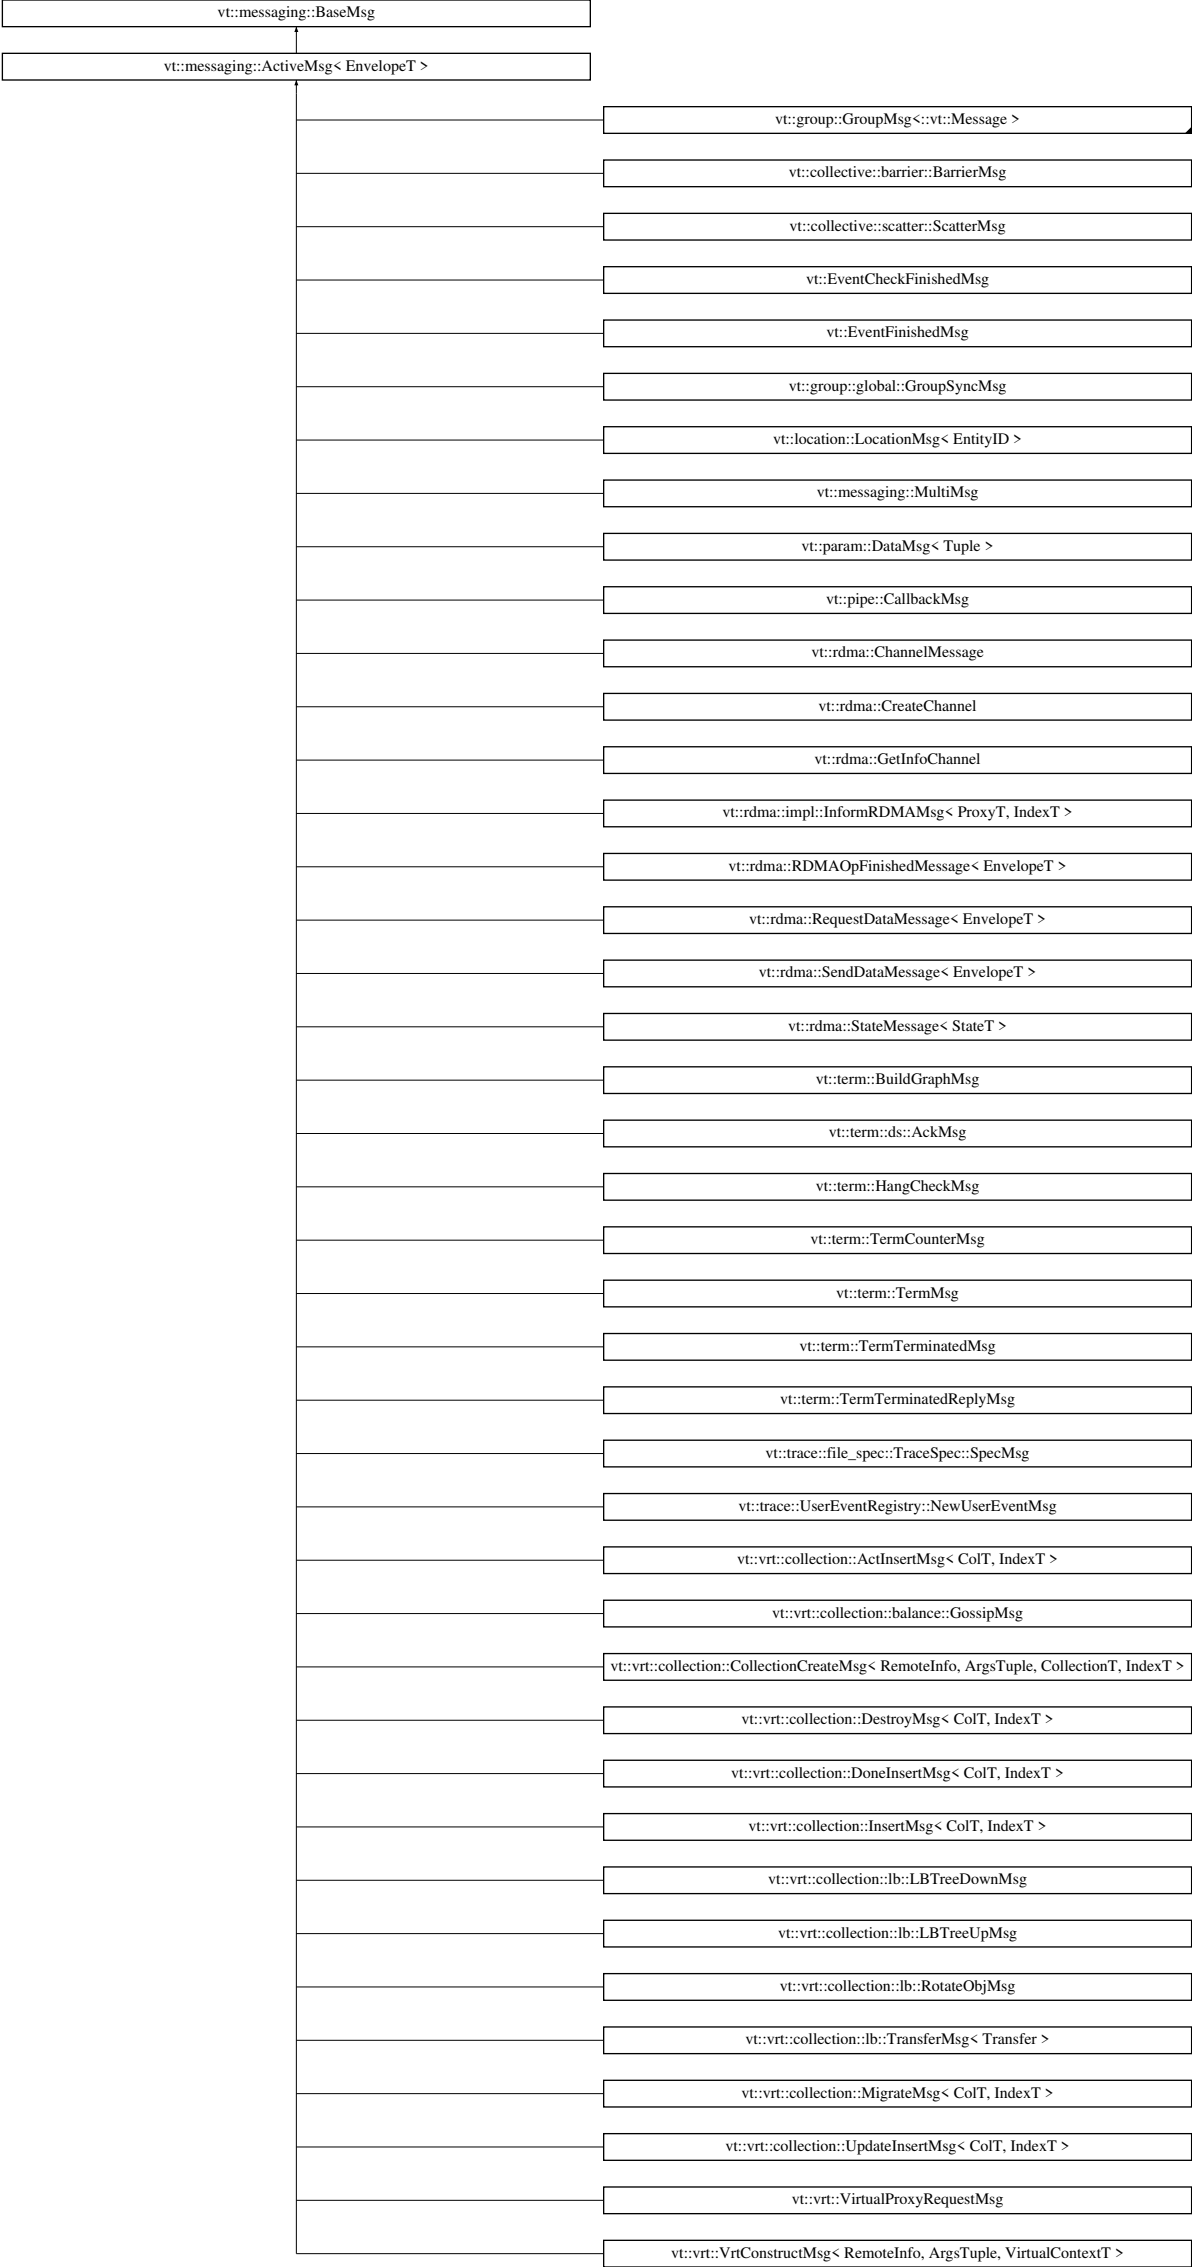 vt::messaging::BaseMsg
vt::messaging::ActiveMsg< EnvelopeT >
vt::group::GroupMsg<::vt::Message >
vt::collective::barrier::BarrierMsg
vt::collective::scatter::ScatterMsg
vt::EventCheckFinishedMsg
vt::EventFinishedMsg
vt::group::global::GroupSyncMsg
vt::location::LocationMsg< EntityID >
vt::messaging::MultiMsg
vt::param::DataMsg< Tuple >
vt::pipe::CallbackMsg
vt::rdma::ChannelMessage
vt::rdma::CreateChannel
vt::rdma::GetInfoChannel
vt::rdma::impl::InformRDMAMsg< ProxyT, IndexT >
vt::rdma::RDMAOpFinishedMessage< EnvelopeT >
vt::rdma::RequestDataMessage< EnvelopeT >
vt::rdma::SendDataMessage< EnvelopeT >
vt::rdma::StateMessage< StateT >
vt::term::BuildGraphMsg
vt::term::ds::AckMsg
vt::term::HangCheckMsg
vt::term::TermCounterMsg
vt::term::TermMsg
vt::term::TermTerminatedMsg
vt::term::TermTerminatedReplyMsg
vt::trace::file_spec::TraceSpec::SpecMsg
vt::trace::UserEventRegistry::NewUserEventMsg
vt::vrt::collection::ActInsertMsg< ColT, IndexT >
vt::vrt::collection::balance::GossipMsg
vt::vrt::collection::CollectionCreateMsg< RemoteInfo, ArgsTuple, CollectionT, IndexT >
vt::vrt::collection::DestroyMsg< ColT, IndexT >
vt::vrt::collection::DoneInsertMsg< ColT, IndexT >
vt::vrt::collection::InsertMsg< ColT, IndexT >
vt::vrt::collection::lb::LBTreeDownMsg
vt::vrt::collection::lb::LBTreeUpMsg
vt::vrt::collection::lb::RotateObjMsg
vt::vrt::collection::lb::TransferMsg< Transfer >
vt::vrt::collection::MigrateMsg< ColT, IndexT >
vt::vrt::collection::UpdateInsertMsg< ColT, IndexT >
vt::vrt::VirtualProxyRequestMsg
vt::vrt::VrtConstructMsg< RemoteInfo, ArgsTuple, VirtualContextT >